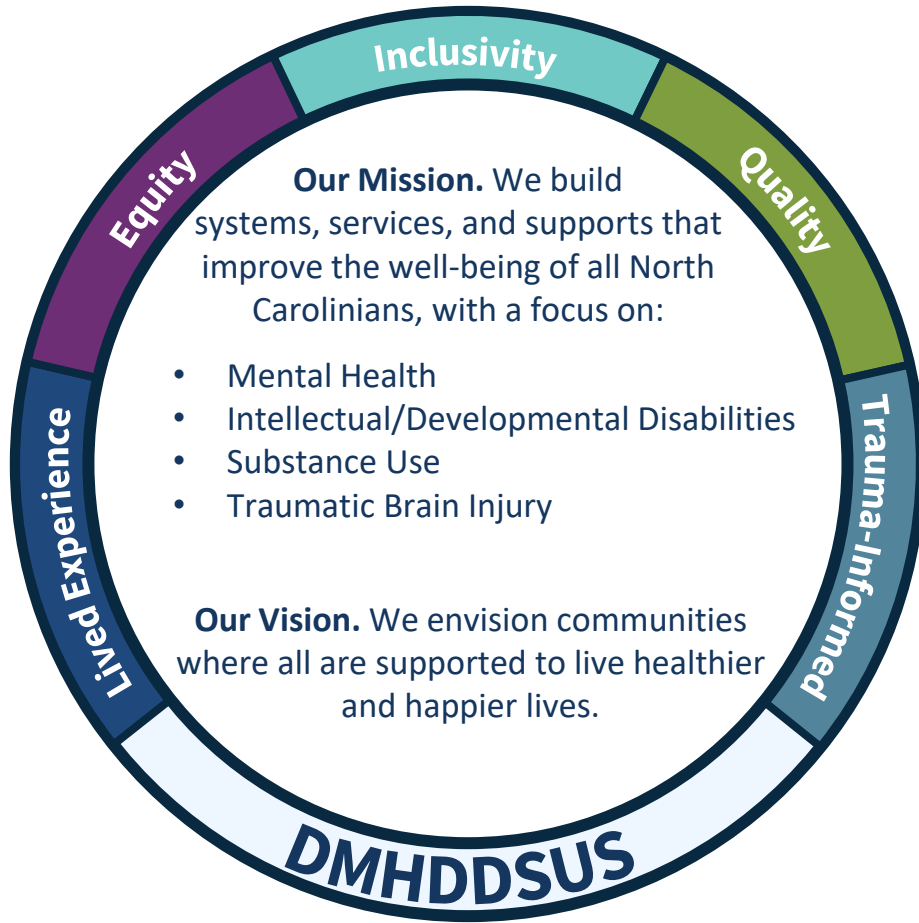 Inclusivity
Equity
Quality
Our Mission. We build
systems, services, and supports that
improve the well-being of all North
Carolinians, with a focus on:
• Mental Health
• Intellectual/Developmental Disabilities
• Substance Use
• Traumatic Brain Injury
Lived Experience
Trauma-Informed
Our Vision. We envision communities
where all are supported to live healthier
and happier lives.
DMHDDSUS